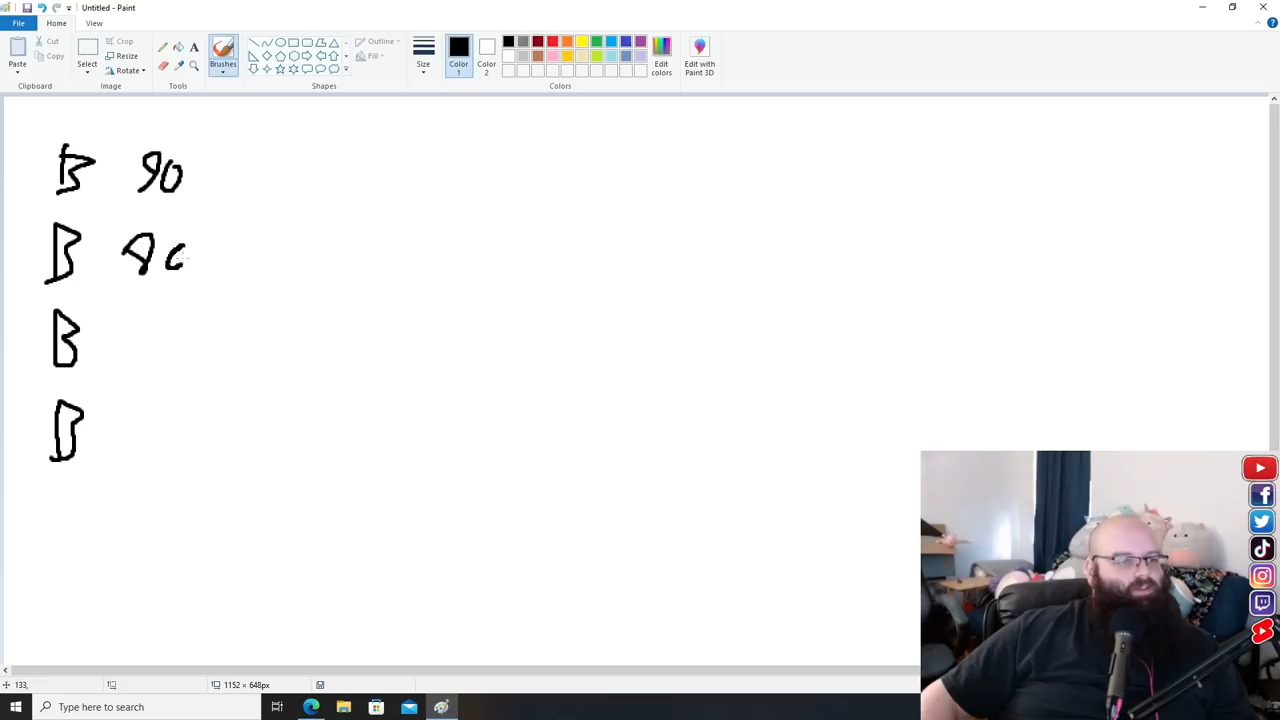 Untitled - Paint
File Home View
Paste
Cut
Copy
Clipboard
Select
Crop
Resize
Rotate
Image
Tools
Brushes
Shapes
Outline
Fill
Size
Color 1
Color 2
Edit colors
Colors
Edit with Paint 3D
B 90
B
B
B
133,
1152 × 648px
Type here to search